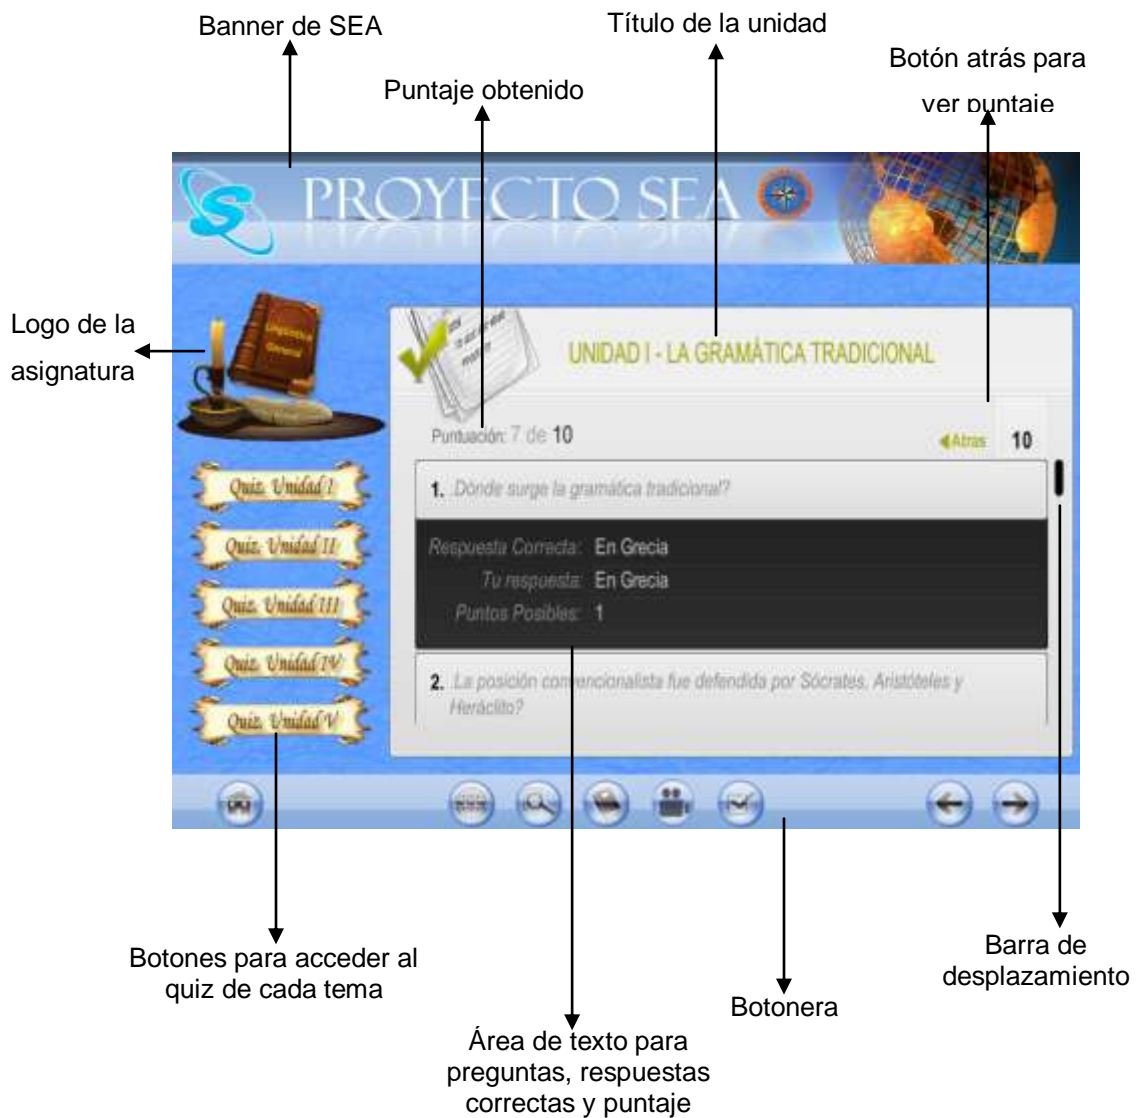 Banner de SEA
Título de la unidad
Botón atrás para
ver puntaje
Puntaje obtenido
PROYECTO SEA
Logo de la
asignatura
Lingüística
General
UNIDAD I - LA GRAMÁTICA TRADICIONAL
Puntuación: 7 de 10
Atrás
10
Quiz. Unidad I
Quiz. Unidad II
Quiz. Unidad III
Quiz. Unidad IV
Quiz. Unidad V
1. .Dónde surge la gramática tradicional?
Respuesta Correcta: En Grecia
Tu respuesta: En Grecia
Puntos Posibles: 1
2. .La posición convencionalista fue defendida por Sócrates, Aristóteles y
Heráclito?
Botones para acceder al
quiz de cada tema
Barra de
desplazamiento
Botonera
Área de texto para
preguntas, respuestas
correctas y puntaje